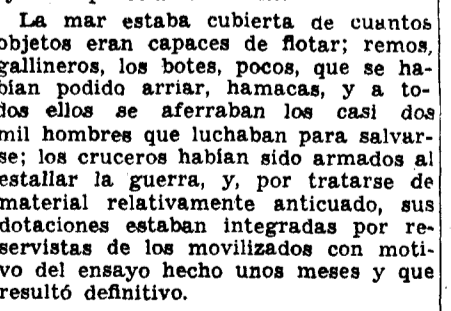 La mar estaba cubierta de cuantos
objetos eran capaces de flotar; remos,
gallineros, los botes, pocos, que se ha-
bían podido arriar, hamacas, y a to-
dos ellos se aferraban los casi dos
mil hombres que luchaban para salvar-
se; los cruceros habían sido armados al
estallar la guerra, y, por tratarse de
material relativamente anticuado, sus
dotaciones estaban integradas por re-
servistas de los movilizados con moti-
vo del ensayo hecho unos meses y que
resultó definitivo.